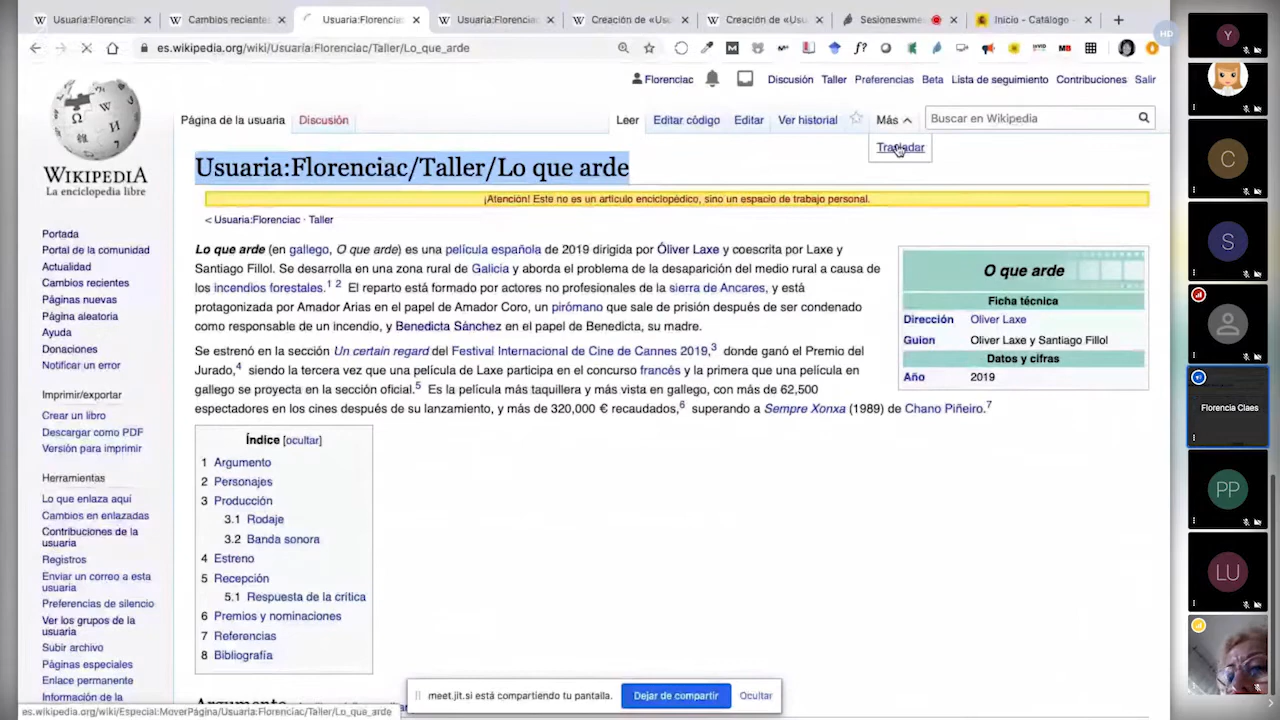 Usuaria:Florenciac
Cambios recientes
Usuaria:Florenciac
Usuaria:Florenciac
Creación de «Usu
Creación de «Usu
Sesioneswme
Inicio - Catálogo
HD
es.wikipedia.org/wiki/Usuaria:Florenciac/Taller/Lo_que_arde
Florenciac
Discusión
Taller
Preferencias
Beta
Lista de seguimiento
Contribuciones
Salir
Página de la usuaria
Discusión
Leer
Editar código
Editar
Ver historial
Más
Buscar en Wikipedia
Trasladar
WIKIPEDIA
La enciclopedia libre
Portada
Portal de la comunidad
Actualidad
Cambios recientes
Páginas nuevas
Página aleatoria
Ayuda
Donaciones
Notificar un error
Imprimir/exportar
Crear un libro
Descargar como PDF
Versión para imprimir
Herramientas
Lo que enlaza aquí
Cambios en enlazadas
Contribuciones de la
usuaria
Registros
Enviar un correo a esta
usuaria
Preferencias de silencio
Ver los grupos de la
usuaria
Subir archivo
Páginas especiales
Enlace permanente
Información de la
Usuaria:Florenciac/Taller/Lo que arde
¡Atención! Este no es un artículo enciclopédico, sino un espacio de trabajo personal.
< Usuaria:Florenciac · Taller
Lo que arde (en gallego, O que arde) es una película española de 2019 dirigida por Óliver Laxe y coescrita por Laxe y
Santiago Fillol. Se desarrolla en una zona rural de Galicia y aborda el problema de la desaparición del medio rural a causa de
los incendios forestales.1 2 El reparto está formado por actores no profesionales de la sierra de Ancares, y está
protagonizada por Amador Arias en el papel de Amador Coro, un pirómano que sale de prisión después de ser condenado
como responsable de un incendio, y Benedicta Sánchez en el papel de Benedicta, su madre.
Se estrenó en la sección Un certain regard del Festival Internacional de Cine de Cannes 2019,3 donde ganó el Premio del
Jurado,4 siendo la tercera vez que una película de Laxe participa en el concurso francés y la primera que una película en
gallego se proyecta en la sección oficial.5 Es la película más taquillera y más vista en gallego, con más de 62,500
espectadores en los cines después de su lanzamiento, y más de 320,000 € recaudados,6 superando a Sempre Xonxa (1989) de Chano Piñeiro.7
O que arde
Ficha técnica
Dirección Oliver Laxe
Guion Oliver Laxe y Santiago Fillol
Datos y cifras
Año 2019
Índice [ocultar]
1 Argumento
2 Personajes
3 Producción
3.1 Rodaje
3.2 Banda sonora
4 Estreno
5 Recepción
5.1 Respuesta de la crítica
6 Premios y nominaciones
7 Referencias
8 Bibliografía
meet.jit.si está compartiendo tu pantalla.
Dejar de compartir
Ocultar
es.wikipedia.org/wiki/Especial:MoverPágina/Usuaria:Florenciac/Taller/Lo_que_arde
Y
C
S
Florencia Claes
PP
LU